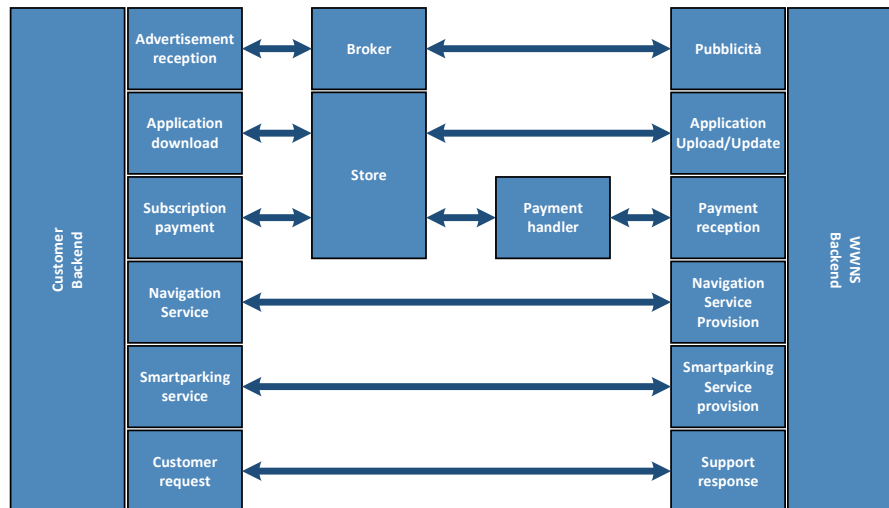 Advertisement
reception
Broker
Pubblicità
Application
download
Store
Application
Upload/Update
Subscription
payment
Payment
handler
Payment
reception
Customer
Backend
WWNS
Backend
Navigation
Service
Navigation
Service
Provision
Smartparking
service
Smartparking
Service
provision
Customer
request
Support
response